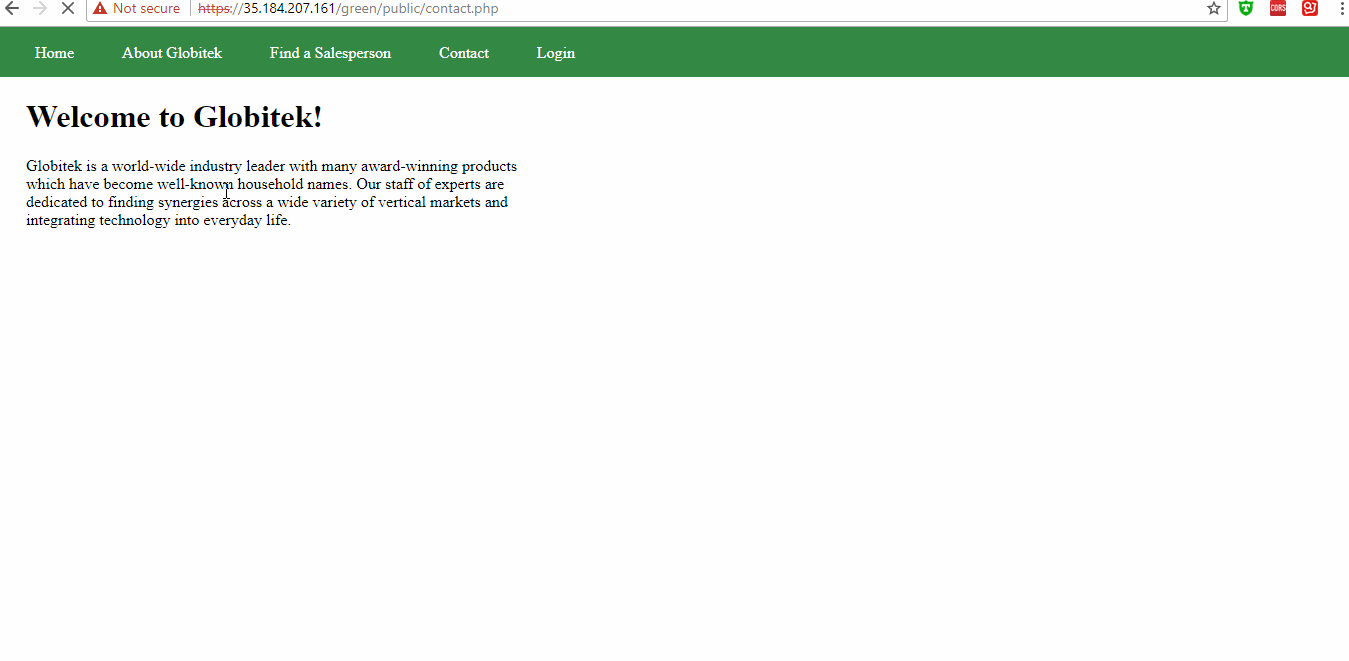 Not secure https://35.184.207.161/green/public/contact.php CORS
Home About Globitek Find a Salesperson Contact Login
Welcome to Globitek!
Globitek is a world-wide industry leader with many award-winning products
which have become well-known household names. Our staff of experts are
dedicated to finding synergies across a wide variety of vertical markets and
integrating technology into everyday life.